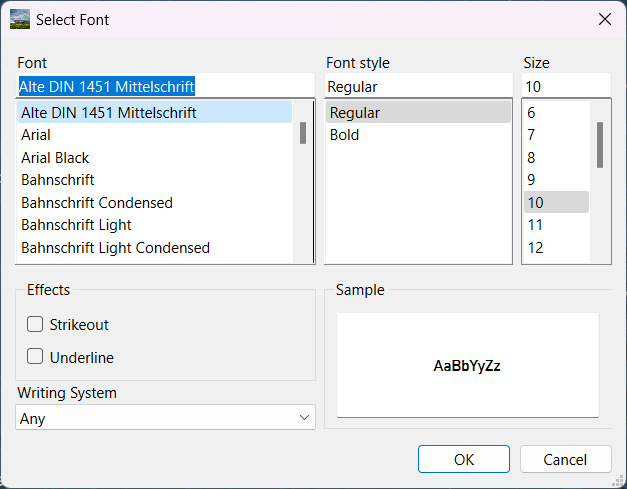 Select Font
Font
Alte DIN 1451 Mittelschrift
Alte DIN 1451 Mittelschrift
Arial
Arial Black
Bahnschrift
Bahnschrift Condensed
Bahnschrift Light
Bahnschrift Light Condensed
Font style
Regular
Regular
Bold
Size
10
6
7
8
9
10
11
12
Effects
Strikeout
Underline
Writing System
Any
Sample
AaBbYyZz
OK
Cancel